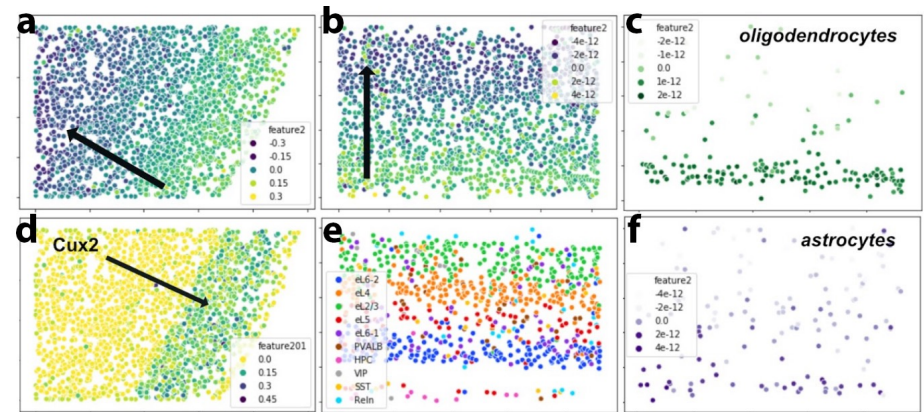 a
feature2
-0.3
-0.15
0.0
0.15
0.3
b
feature2
-4e-12
-2e-12
0.0
2e-12
4e-12
c
feature2
-2e-12
-1e-12
0.0
1e-12
2e-12
oligodendrocytes
d
Cux2
feature201
0.0
0.15
0.3
0.45
e
eL6-2
eL4
eL2/3
eL5
eL6-1
PVALB
HPC
VIP
SST
Reln
f
astrocytes
feature2
-4e-12
-2e-12
0.0
2e-12
4e-12